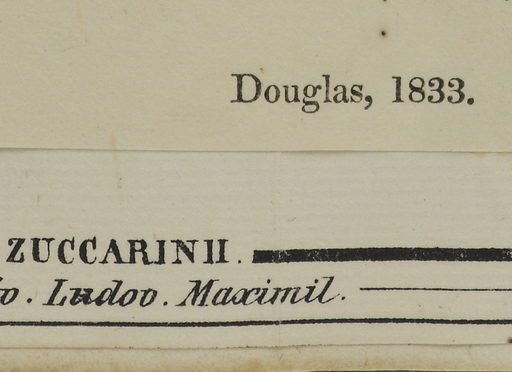 Douglas, 1833.
ZUCCARINII.
Ludov. Maximil.